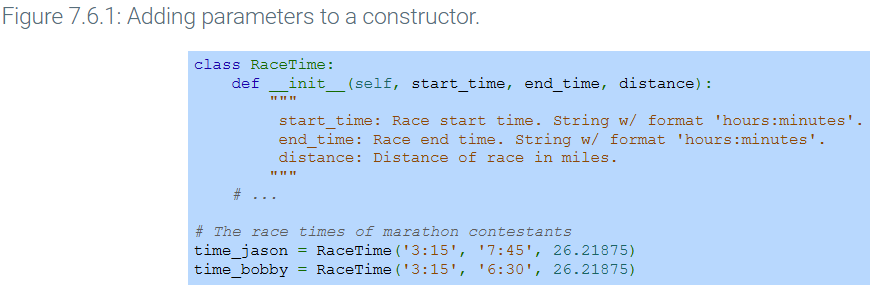 Figure 7.6.1: Adding parameters to a constructor.
class RaceTime:
    def __init__(self, start_time, end_time, distance):
        """
         start_time: Race start time. String w/ format 'hours:minutes'.
         end_time: Race end time. String w/ format 'hours:minutes'.
         distance: Distance of race in miles.
        """
    # ...
# The race times of marathon contestants
time_jason = RaceTime('3:15', '7:45', 26.21875)
time_bobby = RaceTime('3:15', '6:30', 26.21875)